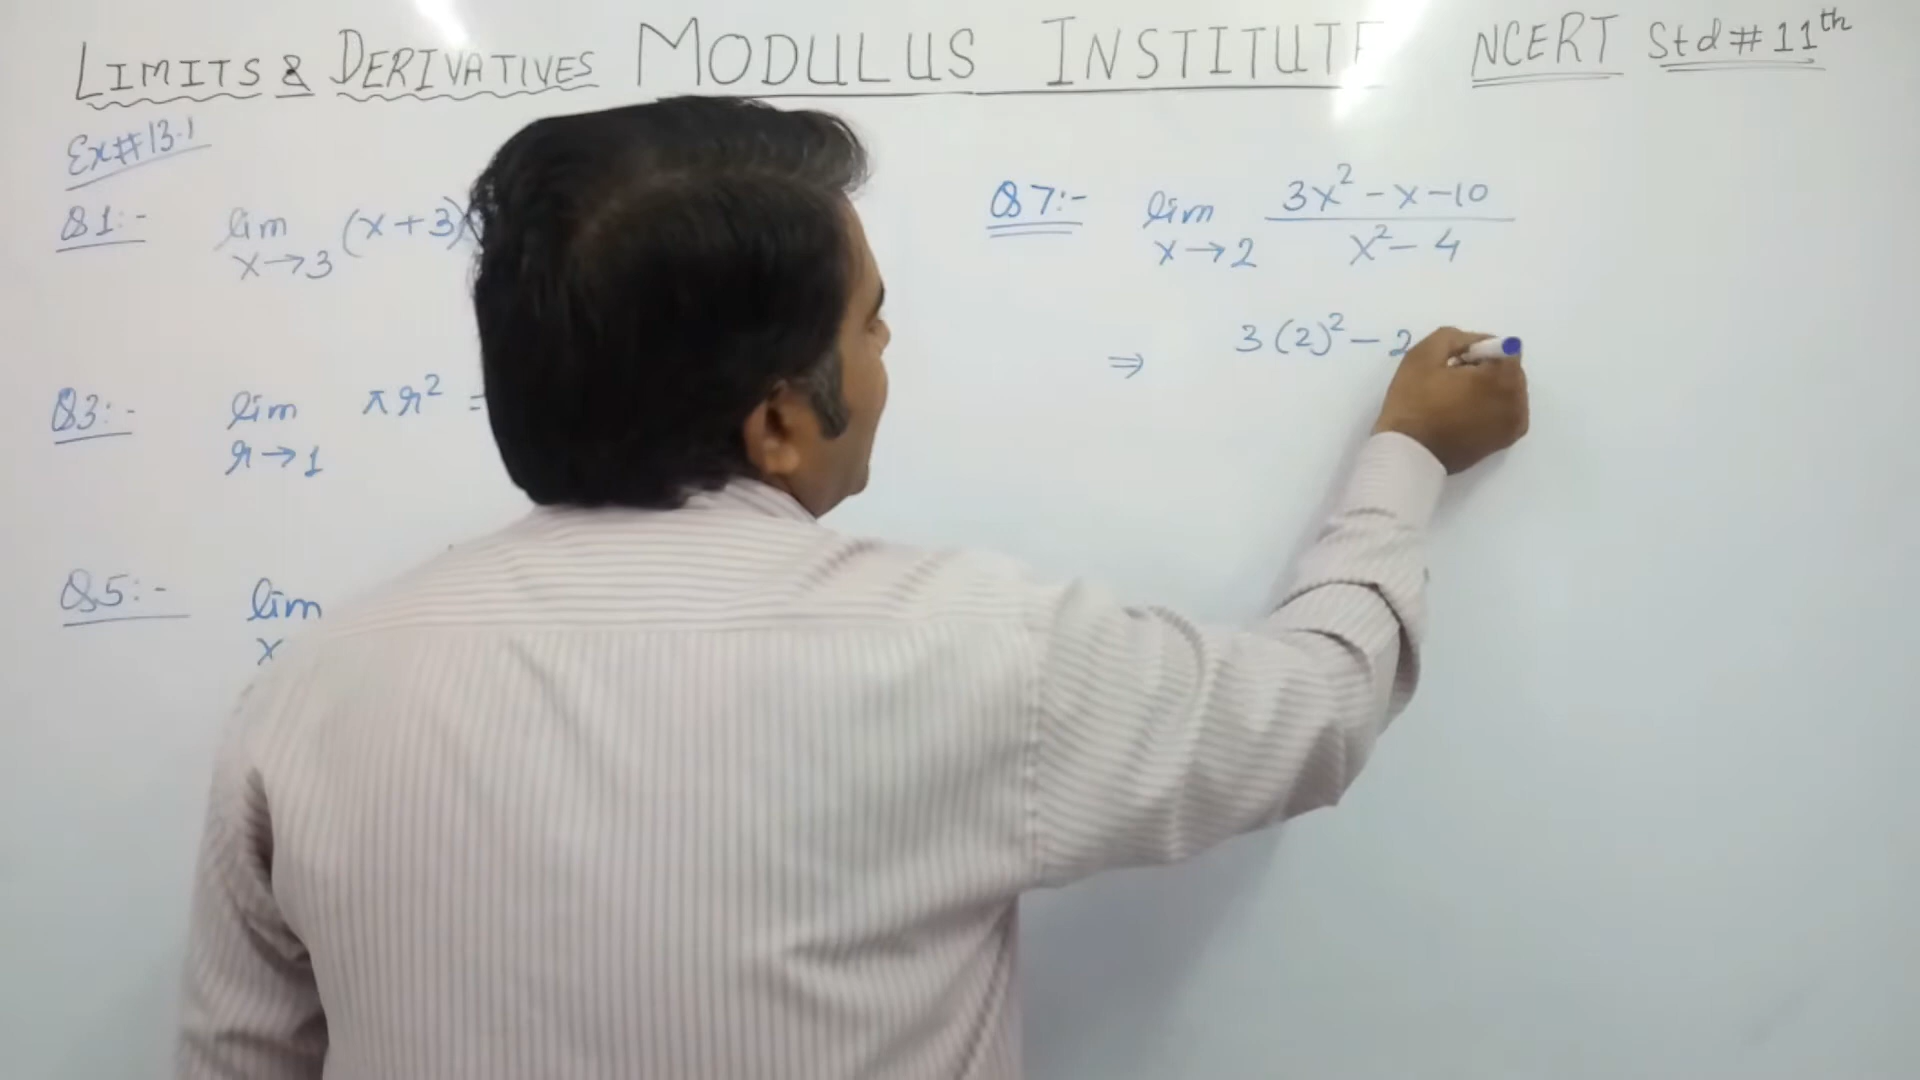 LIMITS & DERIVATIVES MODULUS INSTITUTE NCERT Std # 11th
Ex # 13.1
Q1:- lim x→3 (x+3)
Q3:- lim r→1 πr² =
Q5:- lim x
Q7:- lim x→2 3x² - x - 10 / x² - 4
⇒ 3(2)² - 2